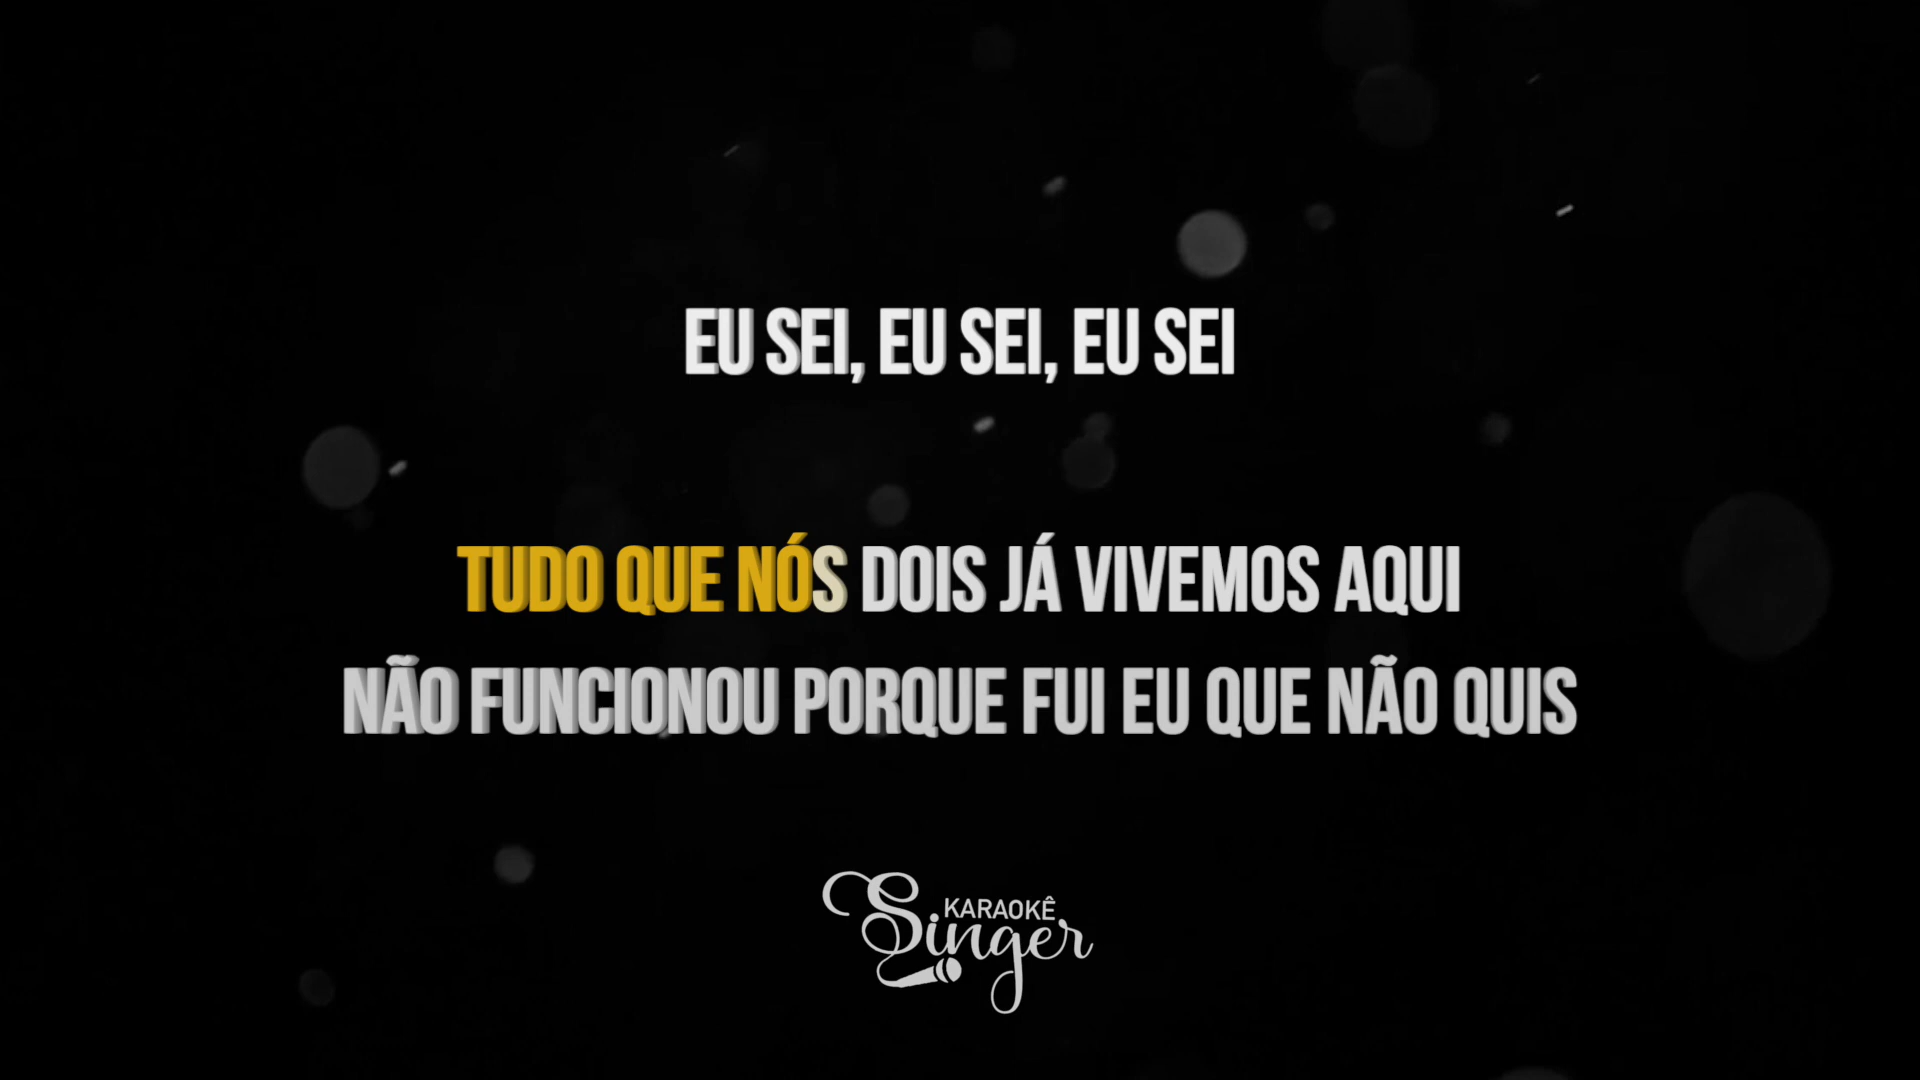 EU SEI, EU SEI, EU SEI
TUDO QUE NÓS DOIS JÁ VIVEMOS AQUI
NÃO FUNCIONOU PORQUE FUI EU QUE NÃO QUIS
KARAOKÊ
Singer